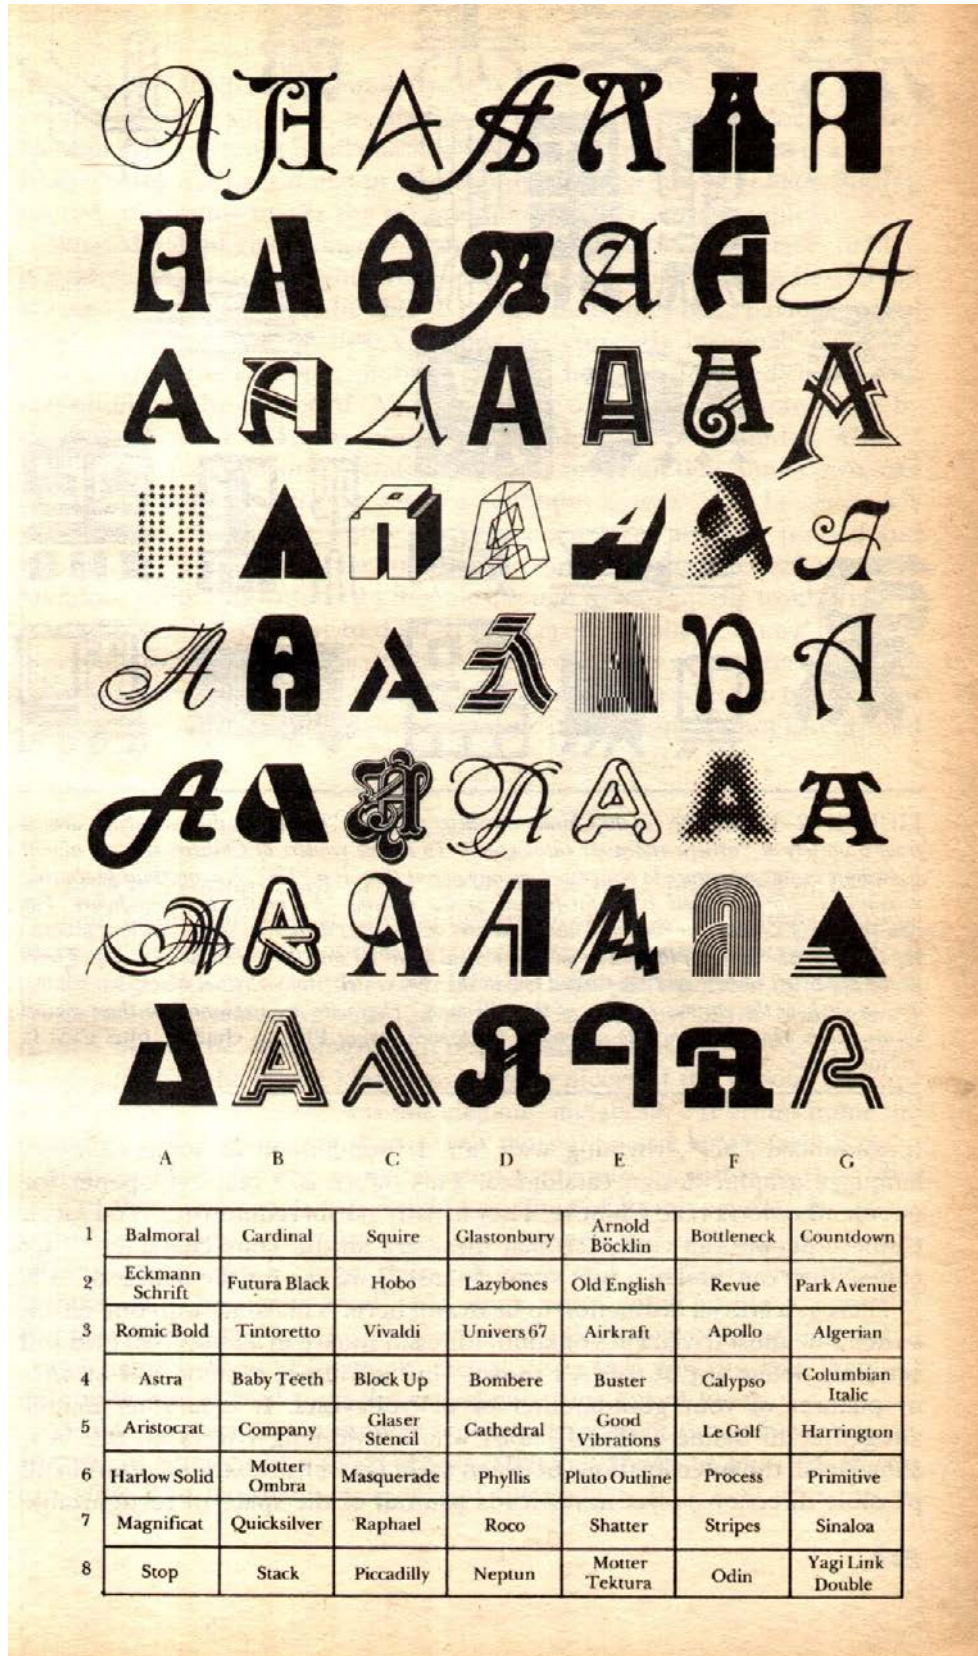 A A A A A A A
A A A A A A A
A A A A A A A
A A A A A A A
A A A A A A A
A A A A A A A
A A A A A A A
A A A A A A A
A B C D E F G
1 Balmoral Cardinal Squire Glastonbury Arnold Böcklin Bottleneck Countdown
2 Eckmann Schrift Futura Black Hobo Lazybones Old English Revue Park Avenue
3 Romic Bold Tintoretto Vivaldi Univers 67 Airkraft Apollo Algerian
4 Astra Baby Teeth Block Up Bombere Buster Calypso Columbian Italic
5 Aristocrat Company Glaser Stencil Cathedral Good Vibrations Le Golf Harrington
6 Harlow Solid Motter Ombra Masquerade Phyllis Pluto Outline Process Primitive
7 Magnificat Quicksilver Raphael Roco Shatter Stripes Sinaloa
8 Stop Stack Piccadilly Neptun Motter Tektura Odin Yagi Link Double